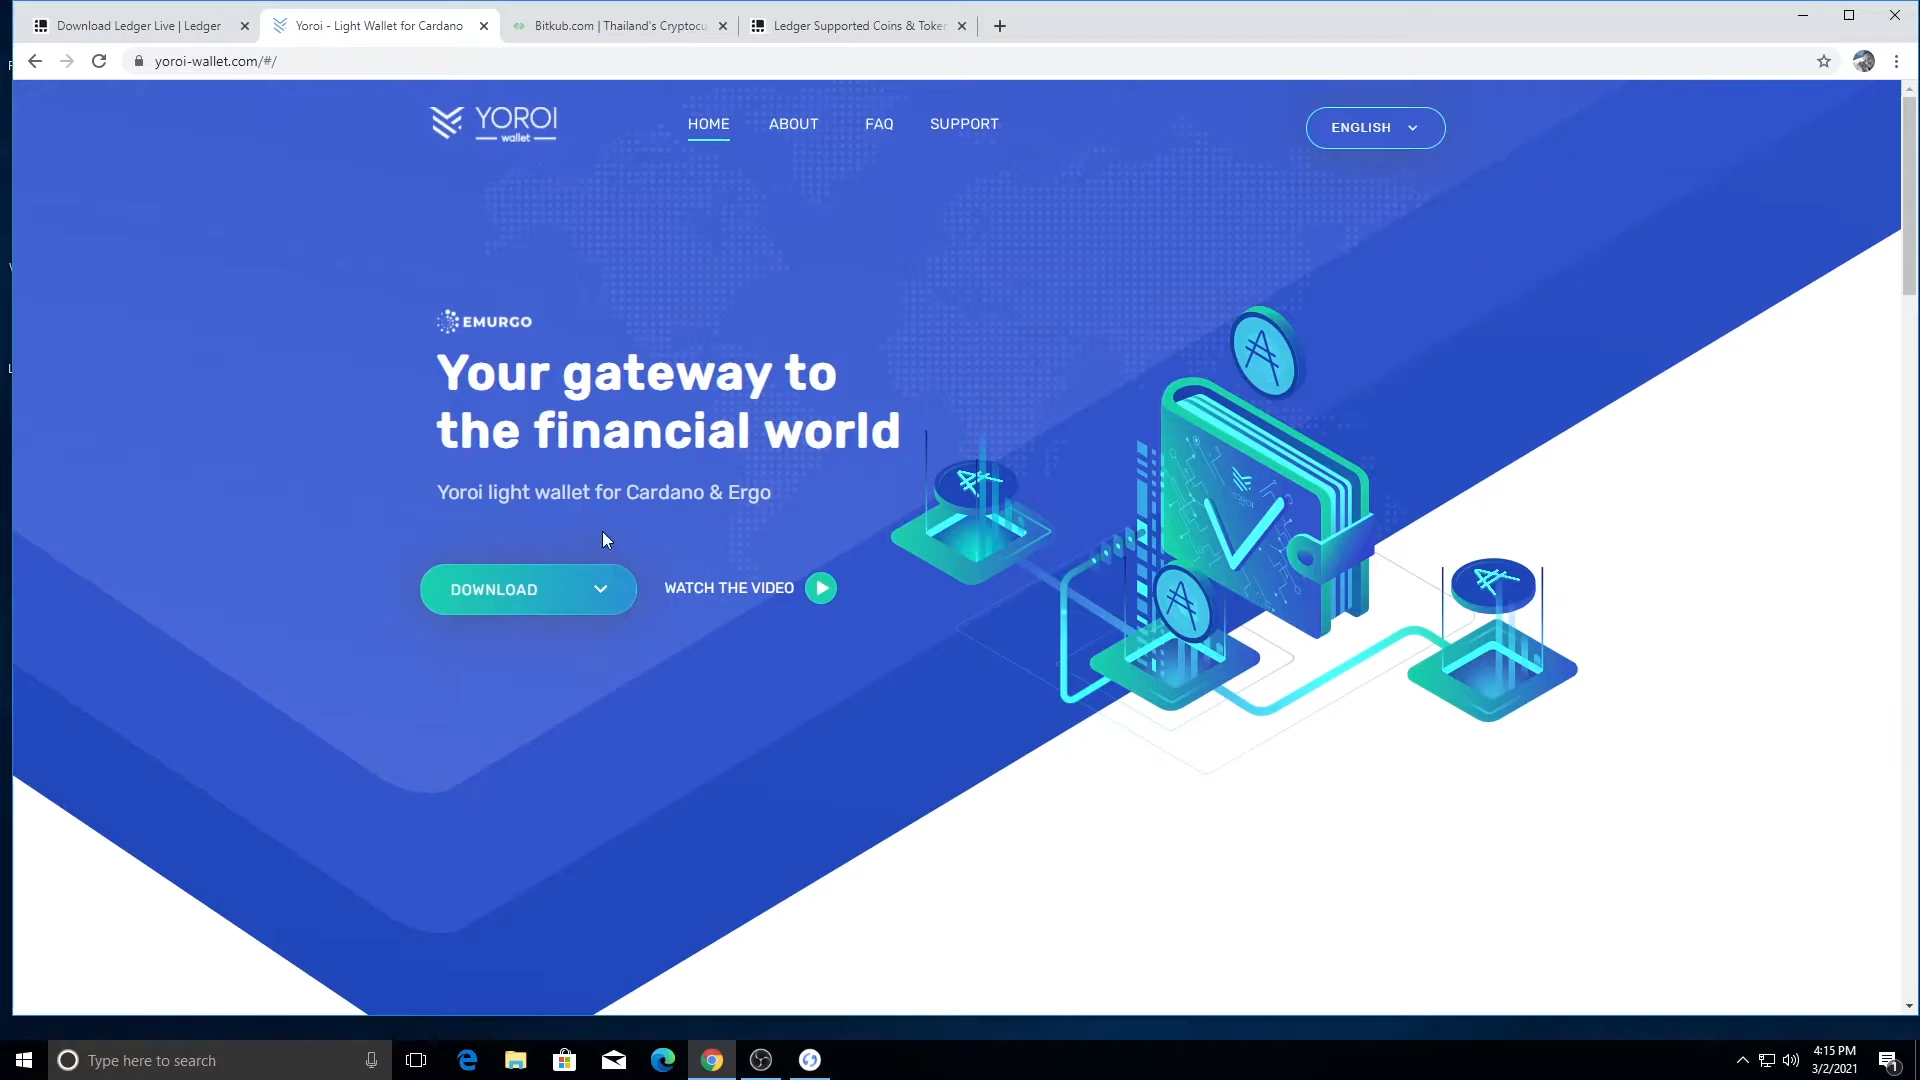 Download Ledger Live | Ledger
Yoroi - Light Wallet for Cardano
Bitkub.com | Thailand's Cryptocu
Ledger Supported Coins & Token
yoroi-wallet.com/#/
YOROI
wallet
HOME
ABOUT
FAQ
SUPPORT
ENGLISH
EMURGO
Your gateway to
the financial world
Yoroi light wallet for Cardano & Ergo
DOWNLOAD
WATCH THE VIDEO
Type here to search
4:15 PM
3/2/2021
1